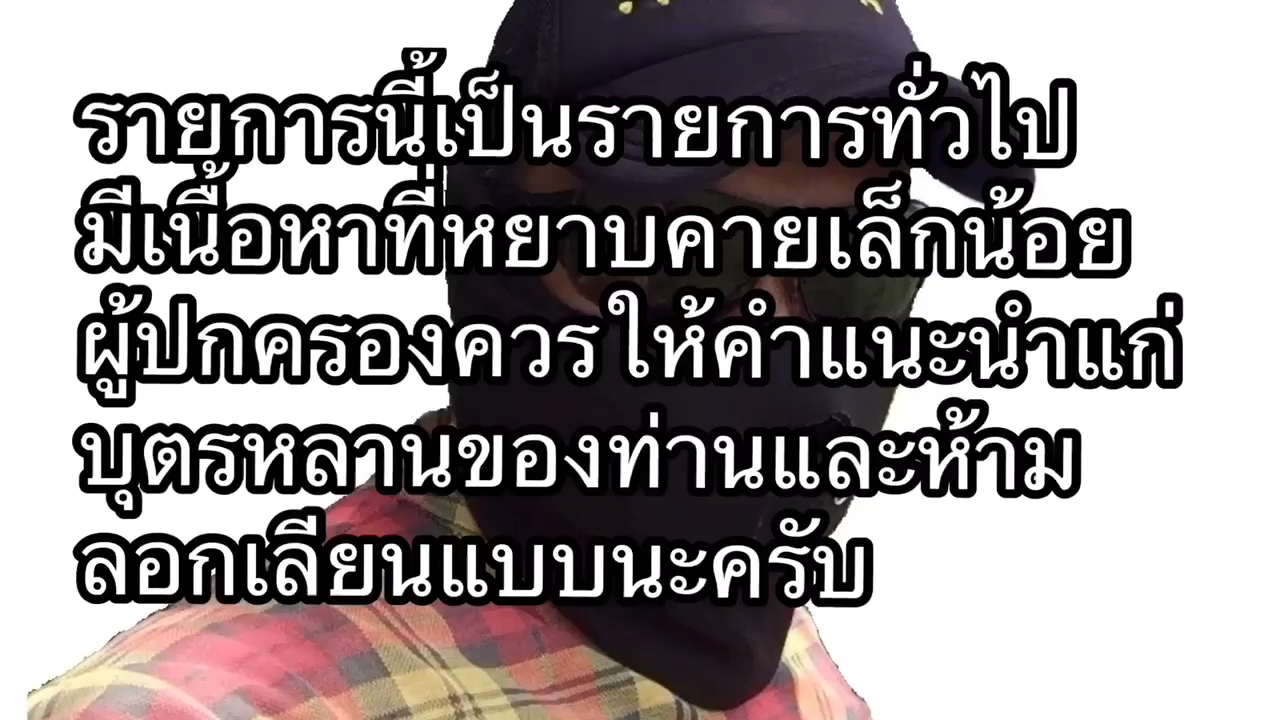 รายการนี้เป็นรายการทั่วไป
มีเนื้อหาที่หยาบคายเล็กน้อย
ผู้ปกครองควรให้คำแนะนำแก่
บุตรหลานของท่านและห้าม
ลอกเลียนแบบนะครับ